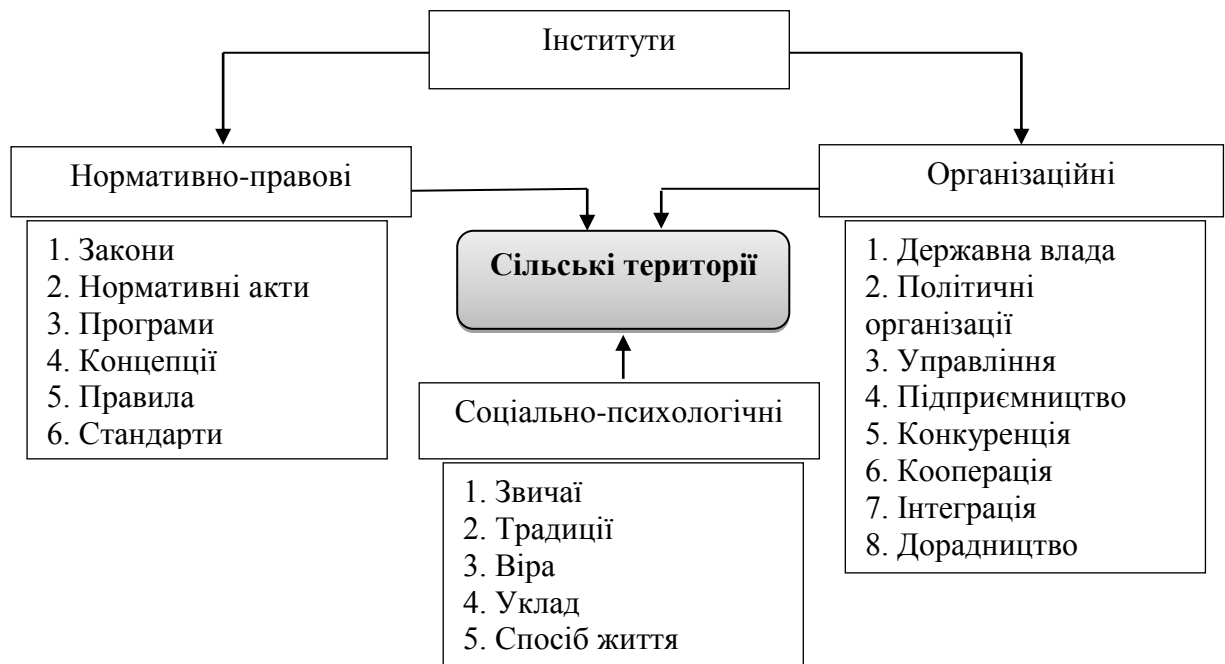 Інститути
Нормативно-правові
1. Закони
2. Нормативні акти
3. Програми
4. Концепції
5. Правила
6. Стандарти
Сільські території
Соціально-психологічні
1. Звичаї
2. Традиції
3. Віра
4. Уклад
5. Спосіб життя
Організаційні
1. Державна влада
2. Політичні
організації
3. Управління
4. Підприємництво
5. Конкуренція
6. Кооперація
7. Інтеграція
8. Дорадництво